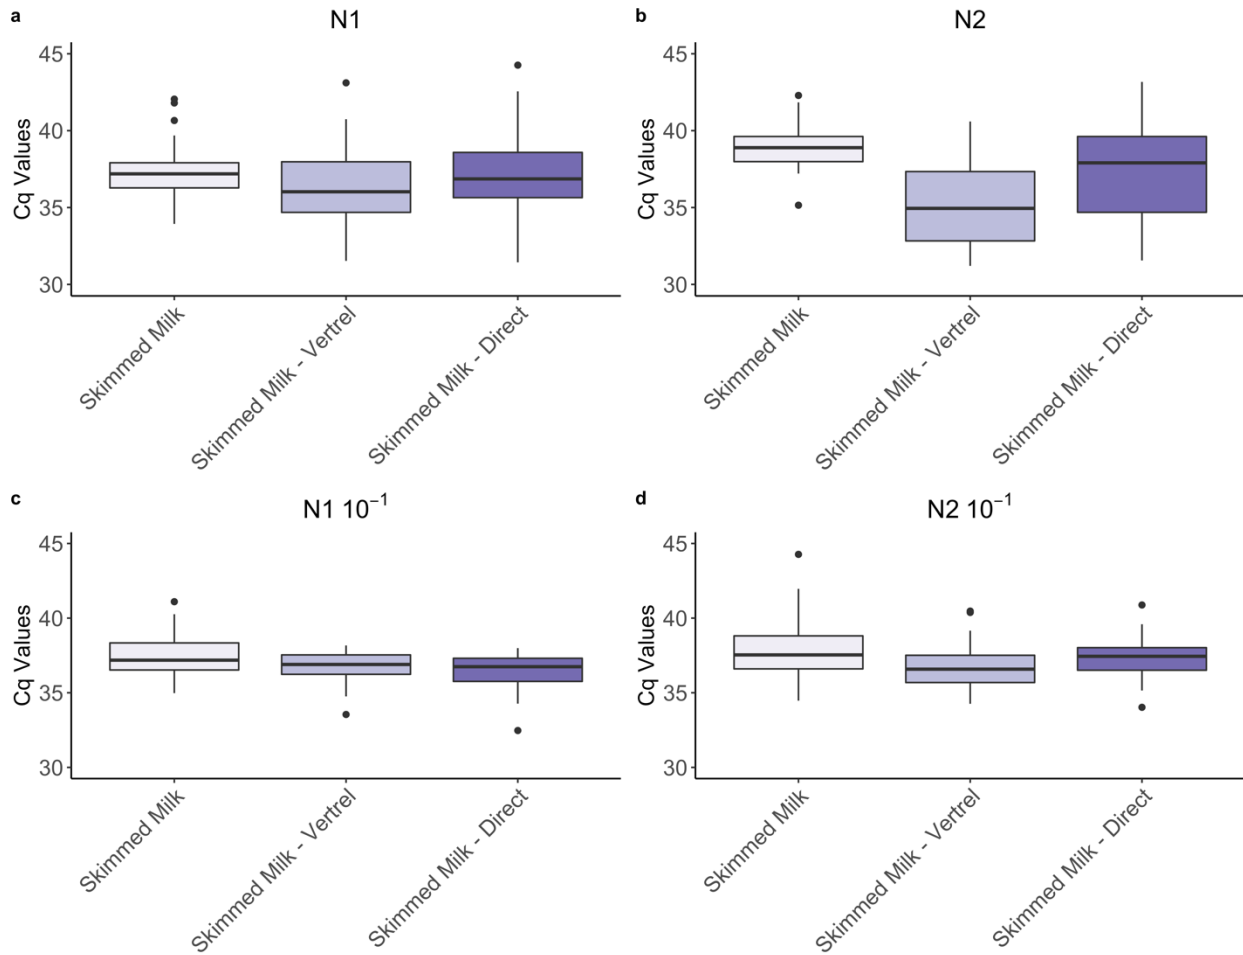 a
N1
45
40
35
30
Cq Values
Skimmed Milk
Skimmed Milk - Vertrel
Skimmed Milk - Direct
b
N2
45
40
35
30
Cq Values
Skimmed Milk
Skimmed Milk - Vertrel
Skimmed Milk - Direct
c
N1 10⁻¹
45
40
35
30
Cq Values
Skimmed Milk
Skimmed Milk - Vertrel
Skimmed Milk - Direct
d
N2 10⁻¹
45
40
35
30
Cq Values
Skimmed Milk
Skimmed Milk - Vertrel
Skimmed Milk - Direct